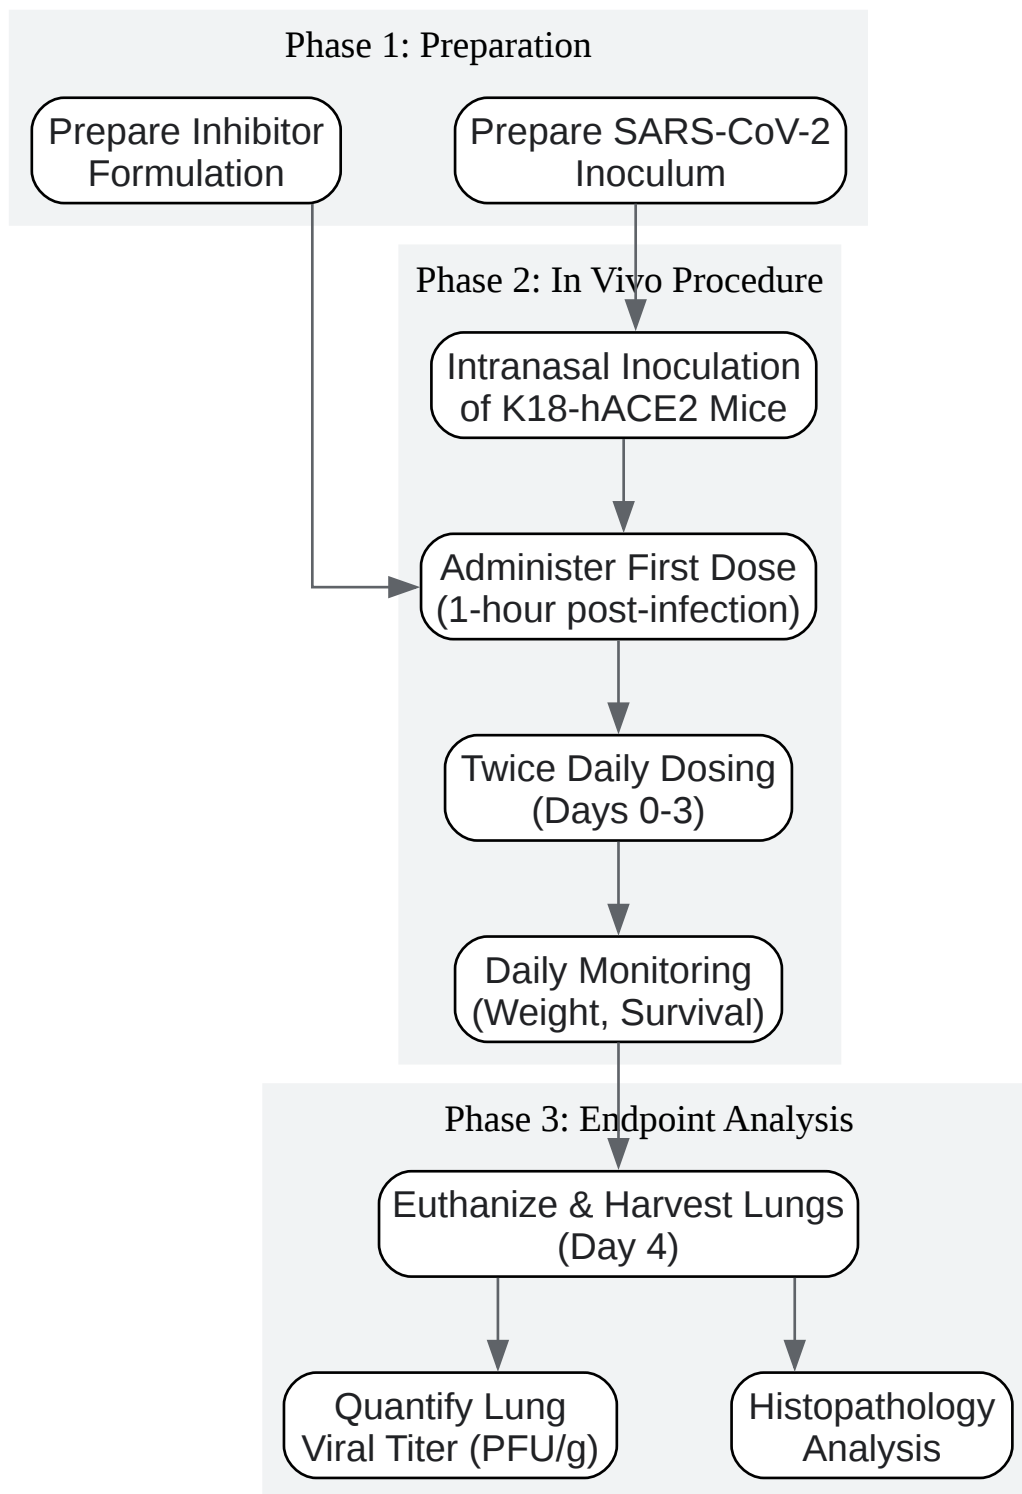 Phase 1: Preparation
Prepare Inhibitor
Formulation
Prepare SARS-CoV-2
Inoculum
Phase 2: In Vivo Procedure
Intranasal Inoculation
of K18-hACE2 Mice
Administer First Dose
(1-hour post-infection)
Twice Daily Dosing
(Days 0-3)
Daily Monitoring
(Weight, Survival)
Phase 3: Endpoint Analysis
Euthanize & Harvest Lungs
(Day 4)
Quantify Lung
Viral Titer (PFU/g)
Histopathology
Analysis